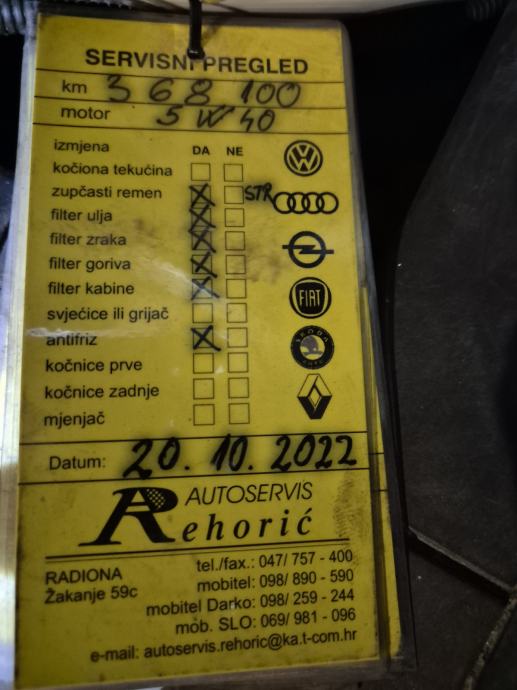 SERVISNI PREGLED
km 368100
motor 5W40
izmjena DA NE
kočiona tekućina
zupčasti remen X STR
filter ulja X
filter zraka X
filter goriva X
filter kabine X
svjećice ili grijač
antifriz X
kočnice prve
kočnice zadnje
mjenjač
FIAT
ŠKODA
Datum: 20.10.2022
AUTOSERVIS
Rehorić
RADIONA
Žakanje 59c
tel./fax.: 047/ 757 - 400
mobitel: 098/ 890 - 590
mobitel Darko: 098/ 259 - 244
mob. SLO: 069/ 981 - 096
e-mail: autoservis.rehoric@ka.t-com.hr